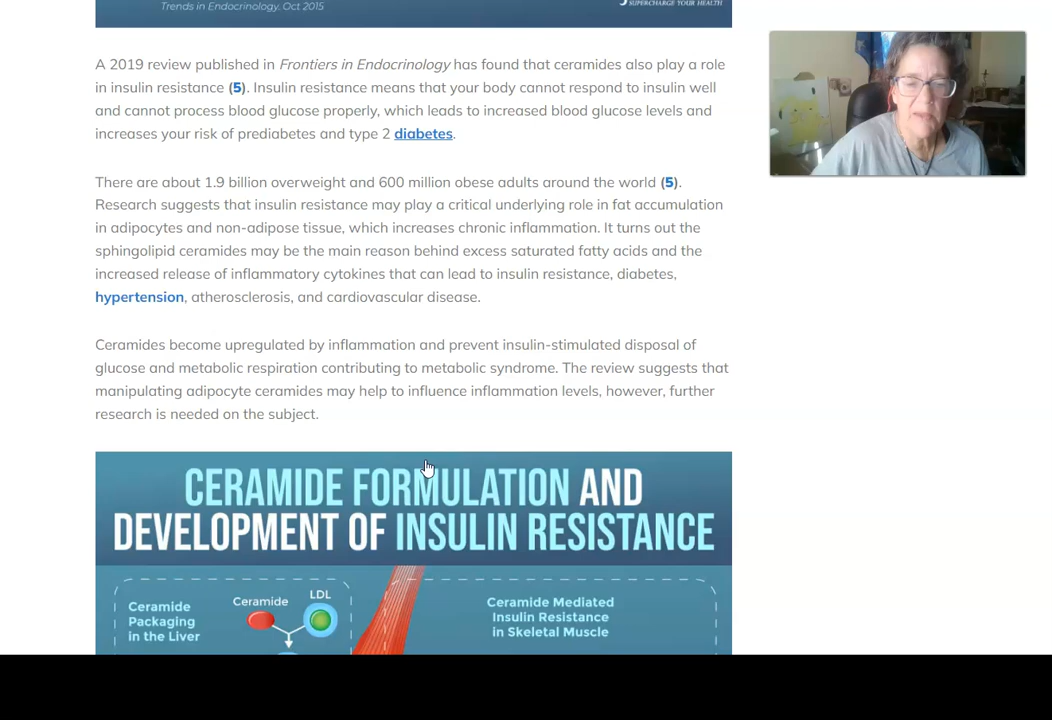 Trends in Endocrinology. Oct 2015
SUPERCHARGE YOUR HEALTH
A 2019 review published in Frontiers in Endocrinology has found that ceramides also play a role
in insulin resistance (5). Insulin resistance means that your body cannot respond to insulin well
and cannot process blood glucose properly, which leads to increased blood glucose levels and
increases your risk of prediabetes and type 2 diabetes.
There are about 1.9 billion overweight and 600 million obese adults around the world (5).
Research suggests that insulin resistance may play a critical underlying role in fat accumulation
in adipocytes and non-adipose tissue, which increases chronic inflammation. It turns out the
sphingolipid ceramides may be the main reason behind excess saturated fatty acids and the
increased release of inflammatory cytokines that can lead to insulin resistance, diabetes,
hypertension, atherosclerosis, and cardiovascular disease.
Ceramides become upregulated by inflammation and prevent insulin-stimulated disposal of
glucose and metabolic respiration contributing to metabolic syndrome. The review suggests that
manipulating adipocyte ceramides may help to influence inflammation levels, however, further
research is needed on the subject.
CERAMIDE FORMULATION AND
DEVELOPMENT OF INSULIN RESISTANCE
Ceramide
Packaging
in the Liver
Ceramide
LDL
Ceramide Mediated
Insulin Resistance
in Skeletal Muscle